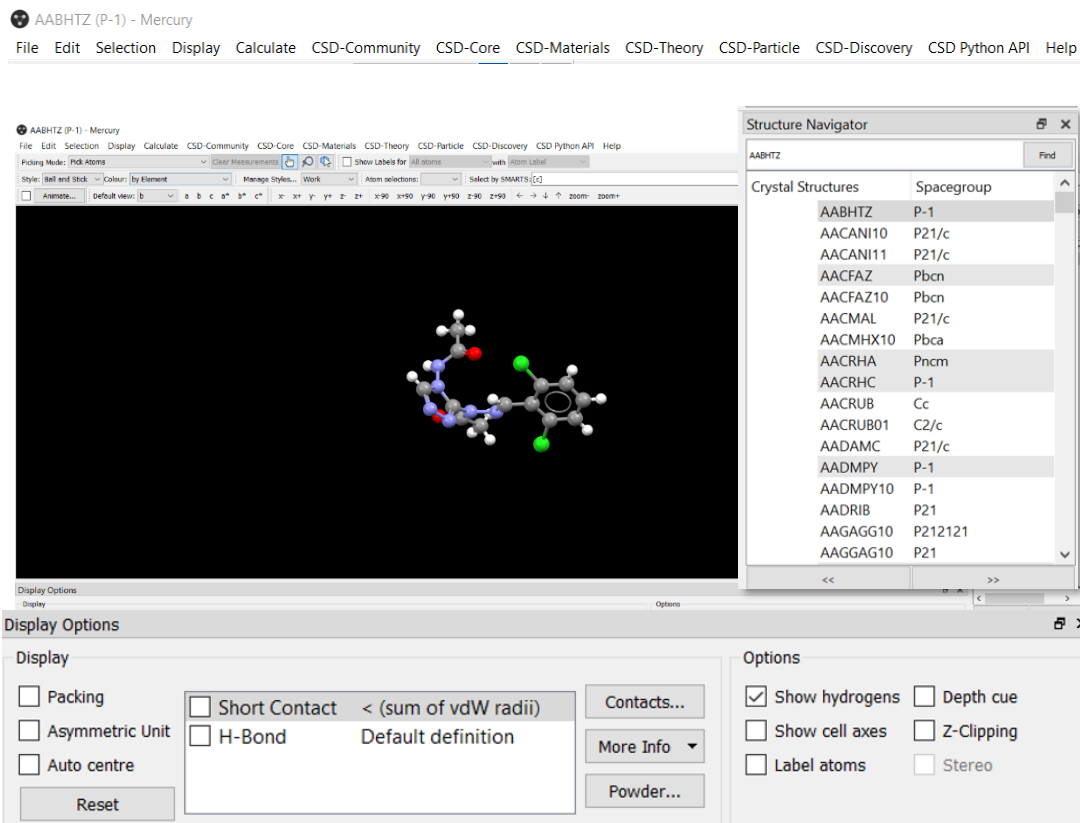 AABHTZ (P-1) - Mercury
File Edit Selection Display Calculate CSD-Community CSD-Core CSD-Materials CSD-Theory CSD-Particle CSD-Discovery CSD Python API Help
AABHTZ (P-1) - Mercury
File Edit Selection Display Calculate CSD-Community CSD-Core CSD-Materials CSD-Theory CSD-Particle CSD-Discovery CSD Python API Help
Picking Mode: Pick Atoms Clear Measurements Show Labels for All atoms with Atom Label
Style: Ball and Stick Colour: by Element Manage Styles... Work Atom selections: Select by SMARTS: [c]
Animate... Default view: b a b c a* b* c* x- x+ y- y+ z- z+ x-90 x+90 y-90 y+90 z-90 z+90 ← → ↓ ↑ zoom- zoom+
Structure Navigator
AABHTZ Find
Crystal Structures Spacegroup
AABHTZ P-1
AACANI10 P21/c
AACANI11 P21/c
AACFAZ Pbcn
AACFAZ10 Pbcn
AACMAL P21/c
AACMHX10 Pbca
AACRHA Pncm
AACRHC P-1
AACRUB Cc
AACRUB01 C2/c
AADAMC P21/c
AADMPY P-1
AADMPY10 P-1
AADRIB P21
AAGAGG10 P212121
AAGGAG10 P21
<< >>
Display Options
Display Options
Display Options
Display Options
Packing
Asymmetric Unit
Auto centre
Reset
Short Contact < (sum of vdW radii)
H-Bond Default definition
Contacts...
More Info
Powder...
Show hydrogens Depth cue
Show cell axes Z-Clipping
Label atoms Stereo